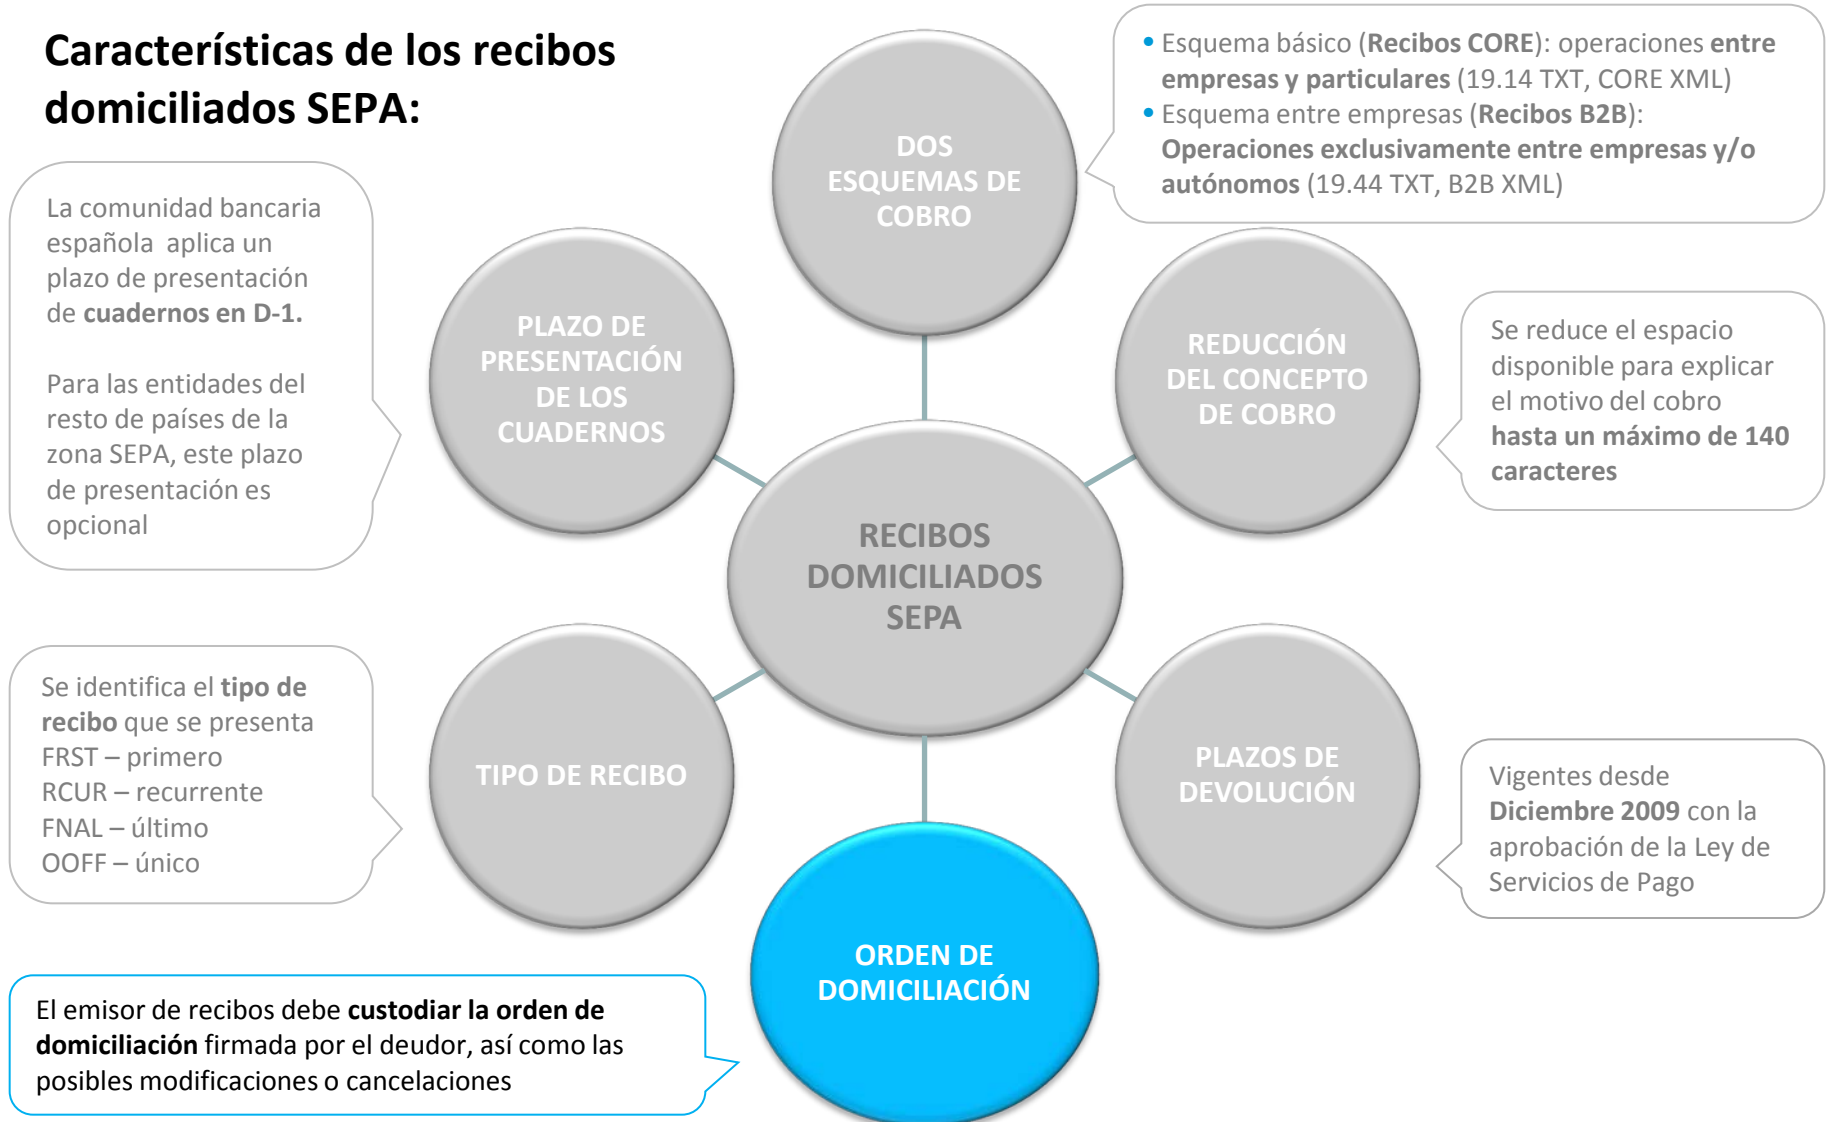 Características de los recibos
domiciliados SEPA:
• Esquema básico (Recibos CORE): operaciones entre
empresas y particulares (19.14 TXT, CORE XML)
• Esquema entre empresas (Recibos B2B):
Operaciones exclusivamente entre empresas y/o
autónomos (19.44 TXT, B2B XML)
DOS
ESQUEMAS DE
COBRO
La comunidad bancaria
española aplica un
plazo de presentación
de cuadernos en D-1.
Para las entidades del
resto de países de la
zona SEPA, este plazo
de presentación es
opcional
PLAZO DE
PRESENTACIÓN
DE LOS
CUADERNOS
REDUCCIÓN
DEL CONCEPTO
DE COBRO
Se reduce el espacio
disponible para explicar
el motivo del cobro
hasta un máximo de 140
caracteres
RECIBOS
DOMICILIADOS
SEPA
Se identifica el tipo de
recibo que se presenta
FRST – primero
RCUR – recurrente
FNAL – último
OOFF – único
TIPO DE RECIBO
PLAZOS DE
DEVOLUCIÓN
Vigentes desde
Diciembre 2009 con la
aprobación de la Ley de
Servicios de Pago
ORDEN DE
DOMICILIACIÓN
El emisor de recibos debe custodiar la orden de
domiciliación firmada por el deudor, así como las
posibles modificaciones o cancelaciones